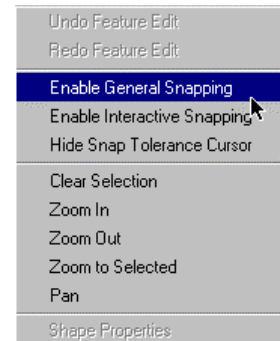 Undo Feature Edit
Redo Feature Edit
Enable General Snapping
Enable Interactive Snapping
Hide Snap Tolerance Cursor
Clear Selection
Zoom In
Zoom Out
Zoom to Selected
Pan
Shape Properties